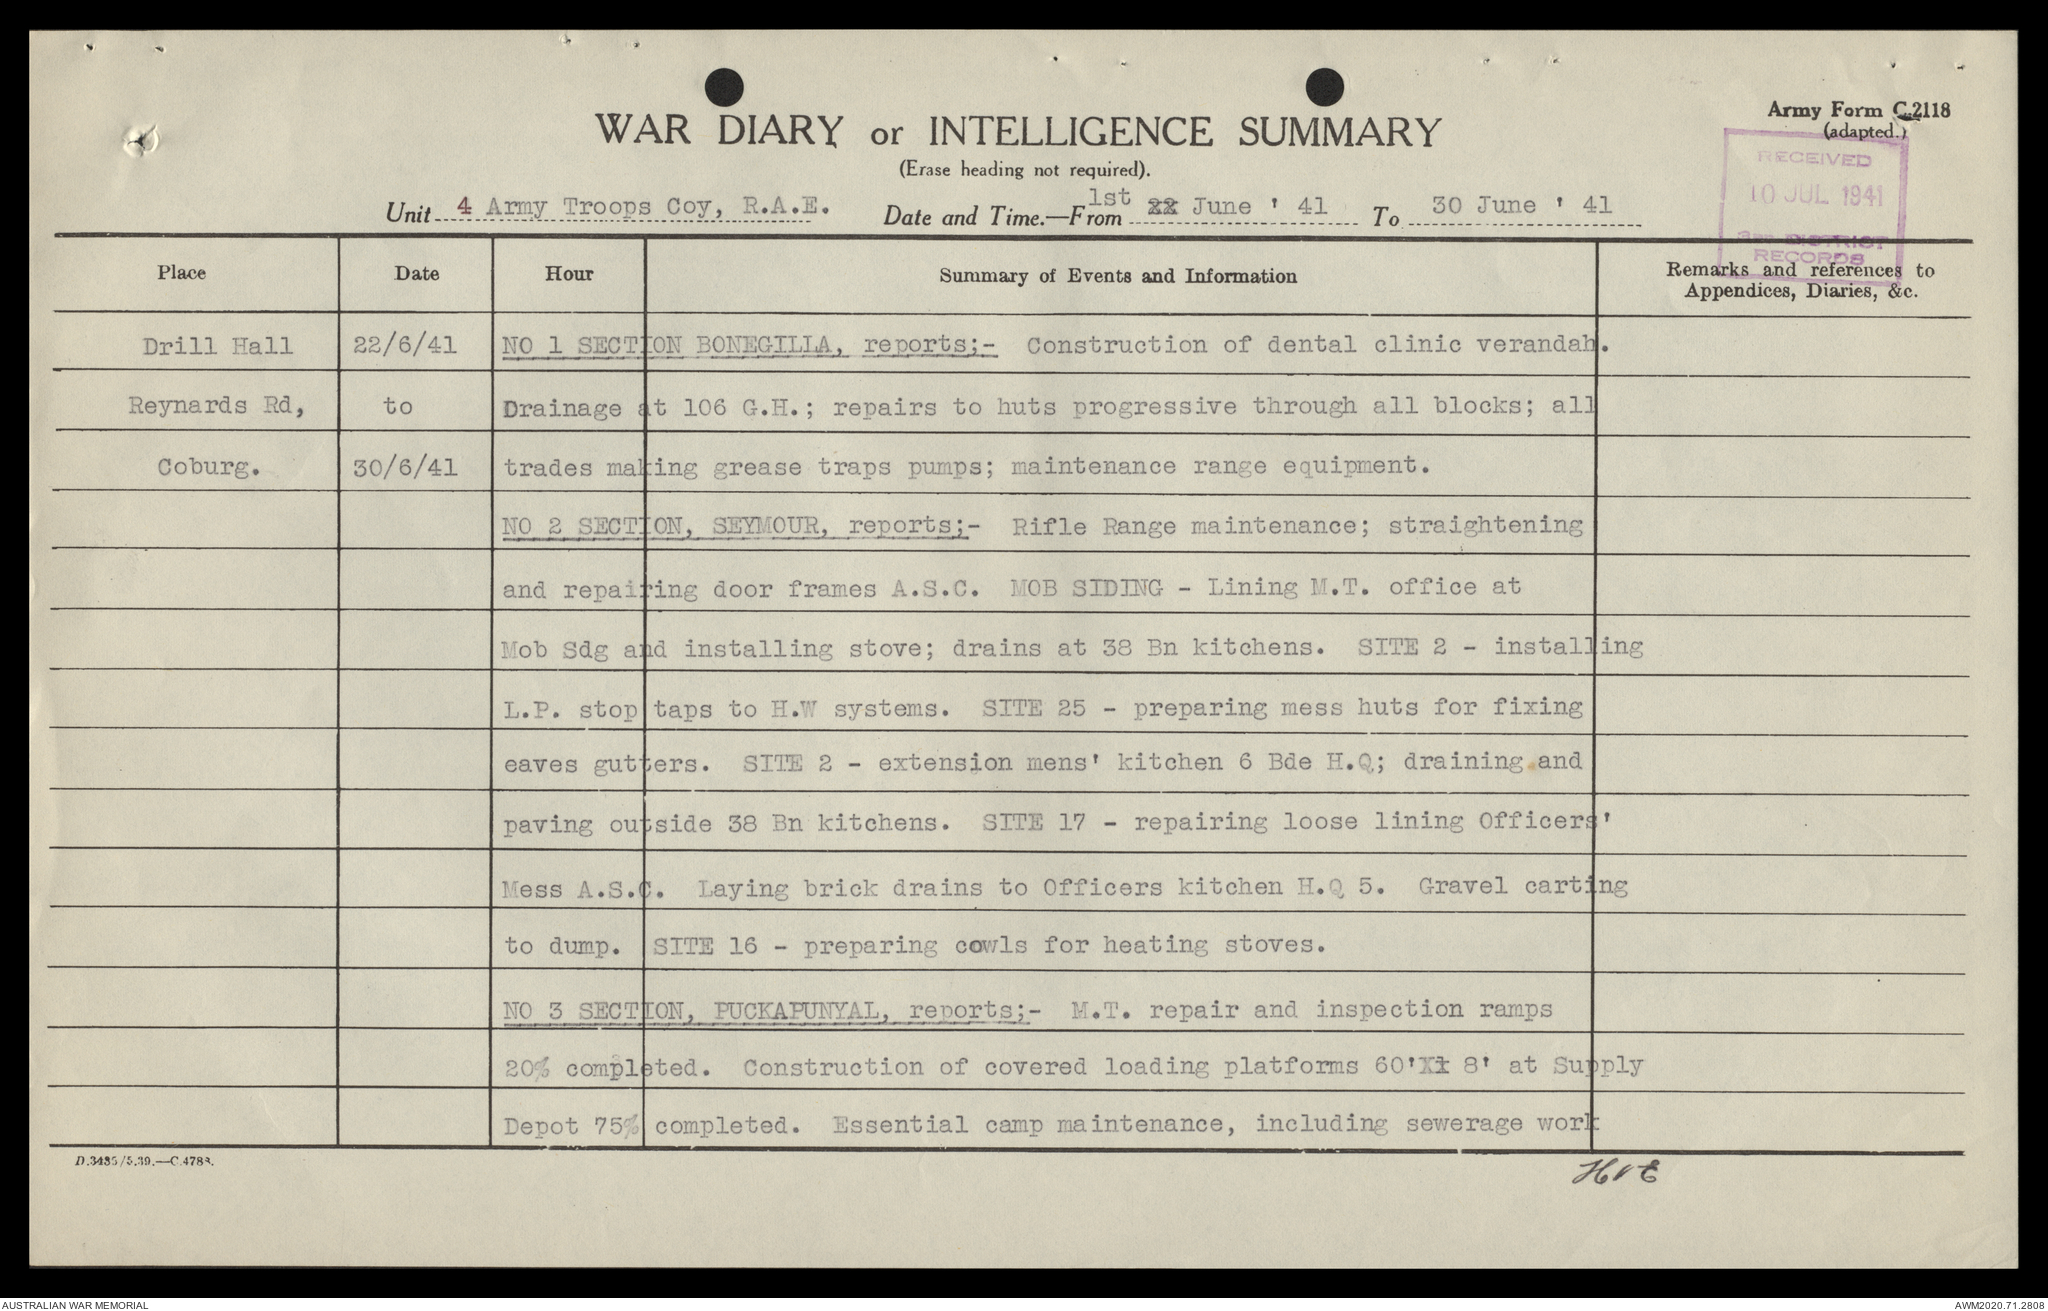 Army Form C.2118
(adapted.)
WAR DIARY or INTELLIGENCE SUMMARY
(Erase heading not required).
RECEIVED
10 JUL 1941
3RD DISTRICT
RECORDS
Unit 4 Army Troops Coy, R.A.E. Date and Time.—From 1st June ' 41 To 30 June ' 41
Place Date Hour Summary of Events and Information Remarks and references to
Appendices, Diaries, &c.
Drill Hall 22/6/41 NO 1 SECTION BONEGILLA, reports;- Construction of dental clinic verandah.
Reynards Rd, to Drainage at 106 G.H.; repairs to huts progressive through all blocks; all
Coburg. 30/6/41 trades making grease traps pumps; maintenance range equipment.
NO 2 SECTION, SEYMOUR, reports;- Rifle Range maintenance; straightening
and repairing door frames A.S.C. MOB SIDING - Lining M.T. office at
Mob Sdg and installing stove; drains at 38 Bn kitchens. SITE 2 - installing
L.P. stop taps to H.W systems. SITE 25 - preparing mess huts for fixing
eaves gutters. SITE 2 - extension mens' kitchen 6 Bde H.Q; draining and
paving outside 38 Bn kitchens. SITE 17 - repairing loose lining Officers'
Mess A.S.C. Laying brick drains to Officers kitchen H.Q 5. Gravel carting
to dump. SITE 16 - preparing cowls for heating stoves.
NO 3 SECTION, PUCKAPUNYAL, reports;- M.T. repair and inspection ramps
20% completed. Construction of covered loading platforms 60'X 8' at Supply
Depot 75% completed. Essential camp maintenance, including sewerage work
D.3486/5.39.—C.4783.
AUSTRALIAN WAR MEMORIAL
AWM2020.71.2808